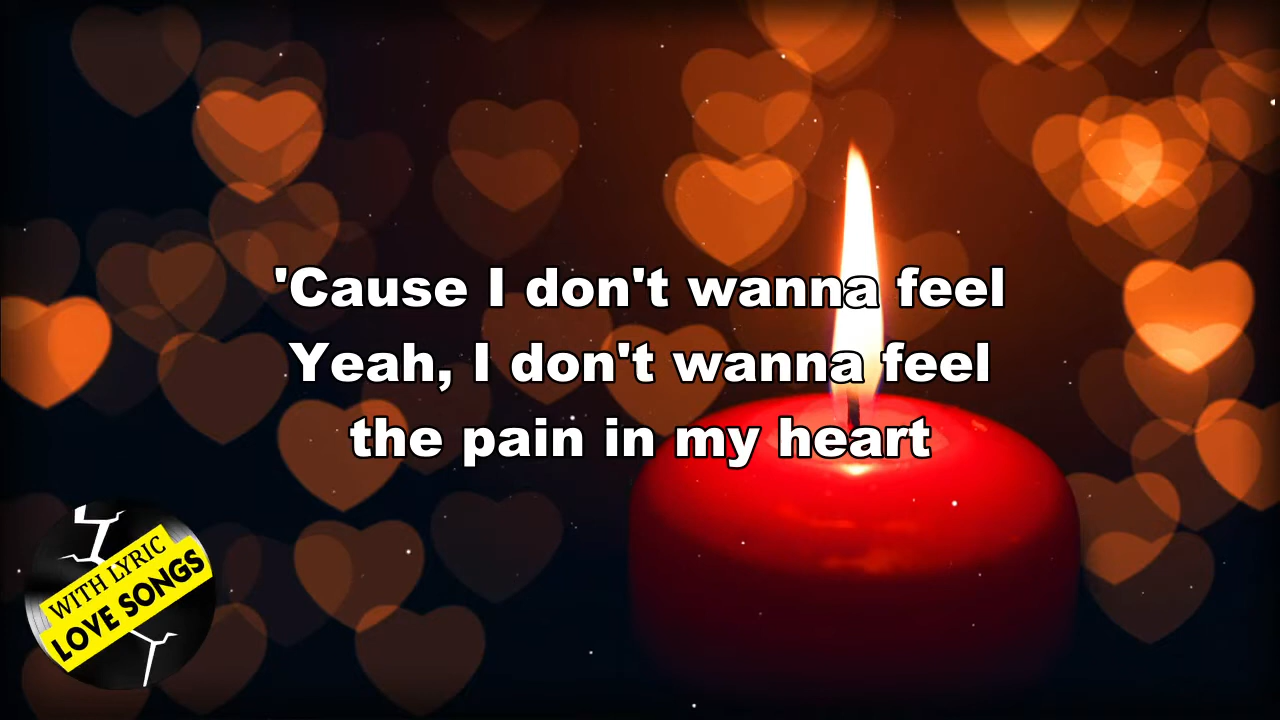 'Cause I don't wanna feel
Yeah, I don't wanna feel
the pain in my heart
WITH LYRIC
LOVE SONGS